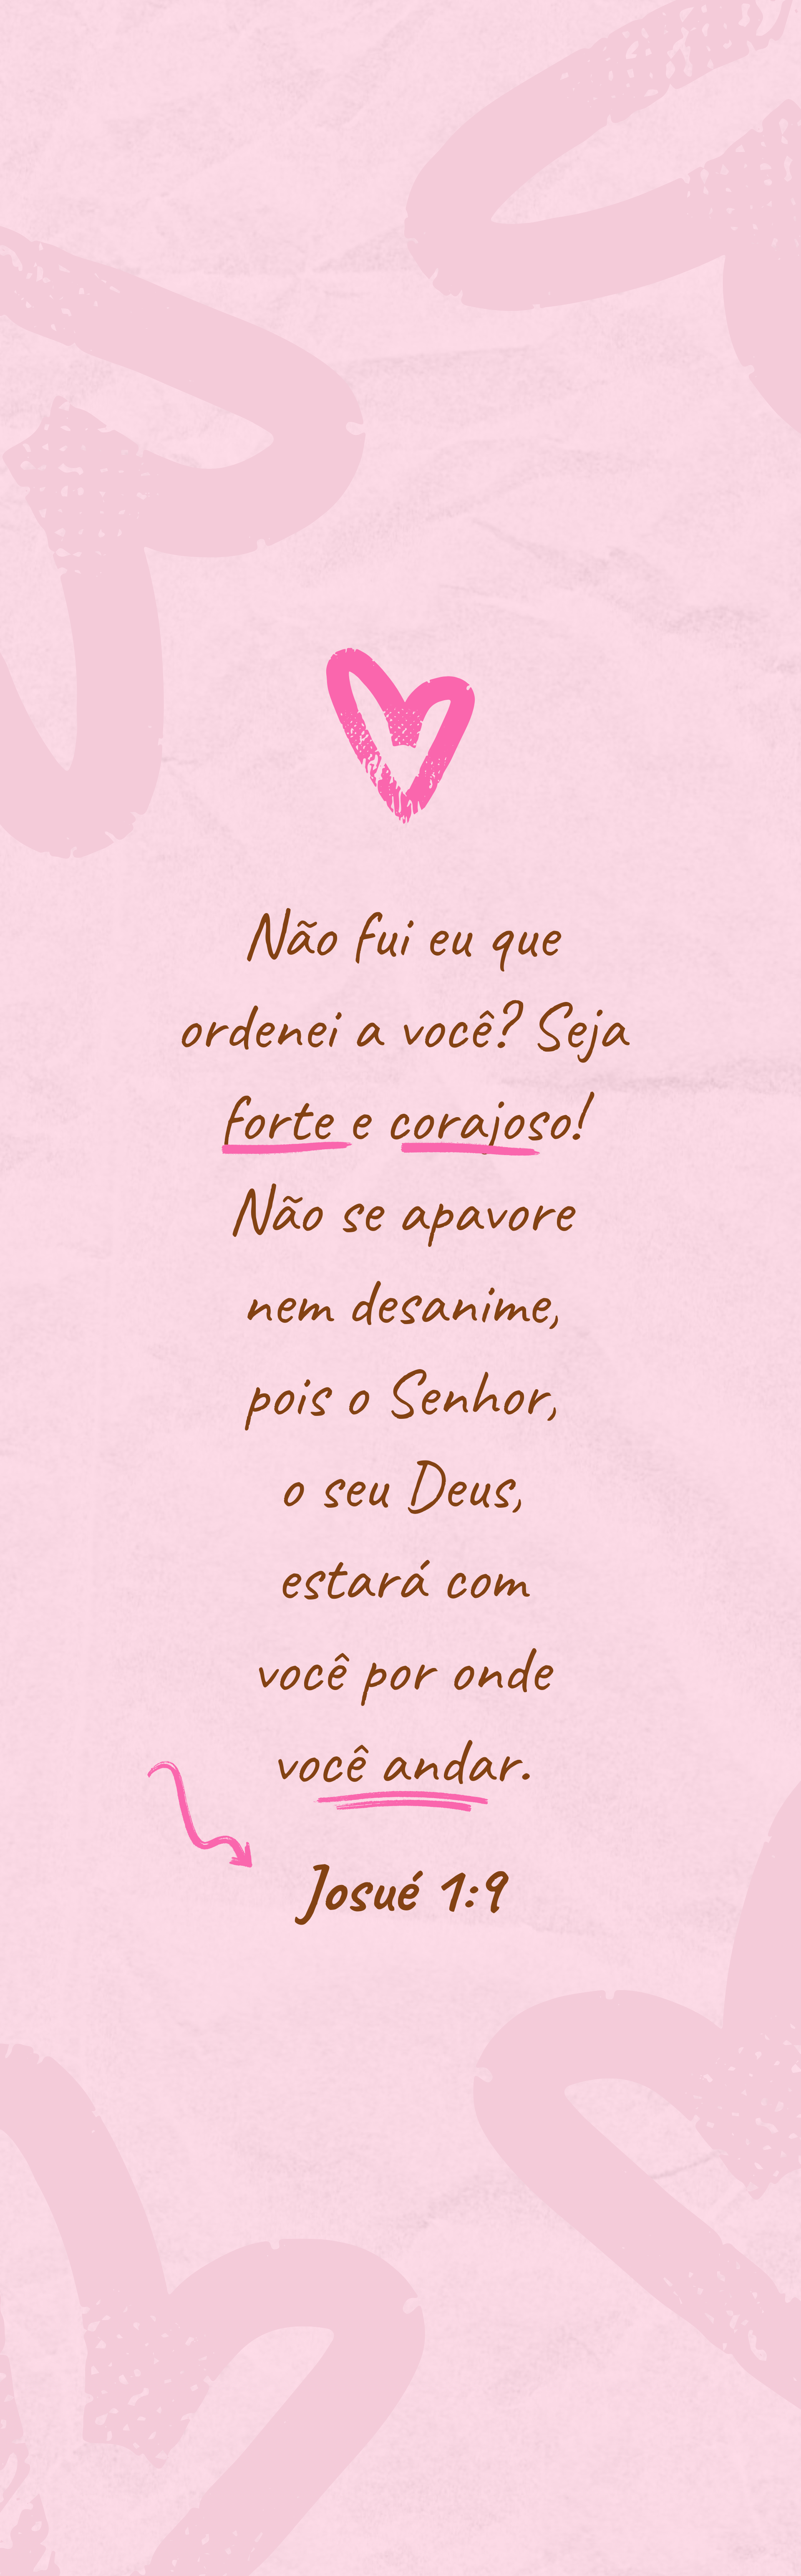 Não fui eu que
ordenei a você? Seja
forte e corajoso!
Não se apavore
nem desanime,
pois o Senhor,
o seu Deus,
estará com
você por onde
você andar.
Josué 1:9